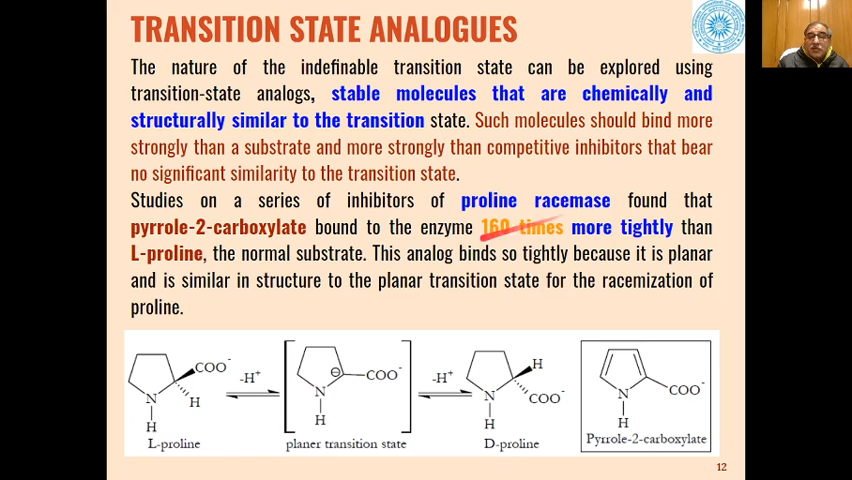 TRANSITION STATE ANALOGUES
The nature of the indefinable transition state can be explored using
transition-state analogs, stable molecules that are chemically and
structurally similar to the transition state. Such molecules should bind more
strongly than a substrate and more strongly than competitive inhibitors that bear
no significant similarity to the transition state.
Studies on a series of inhibitors of proline racemase found that
pyrrole-2-carboxylate bound to the enzyme 160 times more tightly than
L-proline, the normal substrate. This analog binds so tightly because it is planar
and is similar in structure to the planar transition state for the racemization of
proline.
COO-
-H+
N
H
H
L-proline
COO-
N
H
planer transition state
-H+
H
N
COO-
H
D-proline
N
COO-
H
Pyrrole-2-carboxylate
12